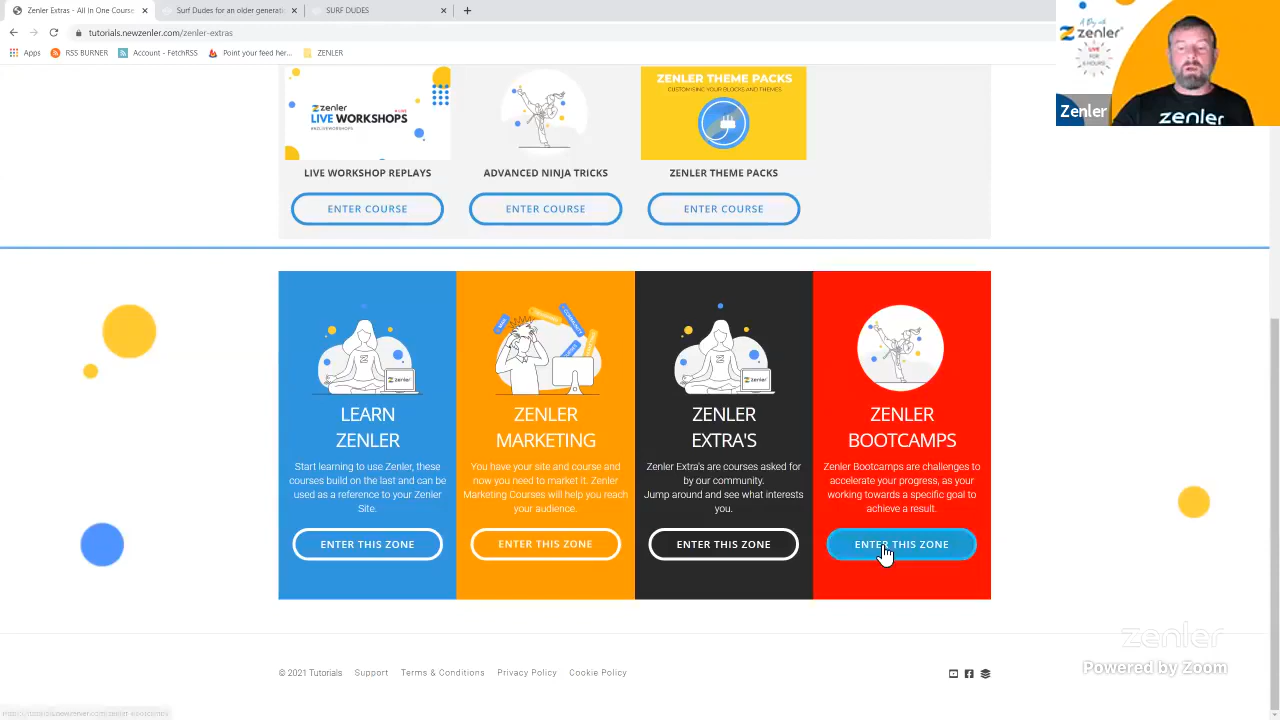 Zenler Extras - All In One Course
Surf Dudes for an older generati
SURF DUDES
tutorials.newzenler.com/zenler-extras
Apps
RSS BURNER
Account - FetchRSS
Point your feed her...
ZENLER
A Day with
zenler
LIVE
FOR
Zenler
zenler
zenler
LIVE WORKSHOPS
ZENLER THEME PACKS
CUSTOMISING YOUR BLOCKS AND THEMES
LIVE WORKSHOP REPLAYS
ADVANCED NINJA TRICKS
ZENLER THEME PACKS
ENTER COURSE
ENTER COURSE
ENTER COURSE
zenler
zenler
LEARN
ZENLER
Start learning to use Zenler, these
courses build on the last and can be
used as a reference to your Zenler
Site.
ENTER THIS ZONE
ZENLER
MARKETING
You have your site and course and
now you need to market it. Zenler
Marketing Courses will help you reach
your audience.
ENTER THIS ZONE
ZENLER
EXTRA'S
Zenler Extra's are courses asked for
by our community.
Jump around and see what interests
you.
ENTER THIS ZONE
ZENLER
BOOTCAMPS
Zenler Bootcamps are challenges to
accelerate your progress, as your
working towards a specific goal to
achieve a result.
ENTER THIS ZONE
zenler
Powered by Zoom
© 2021 Tutorials
Support
Terms & Conditions
Privacy Policy
Cookie Policy